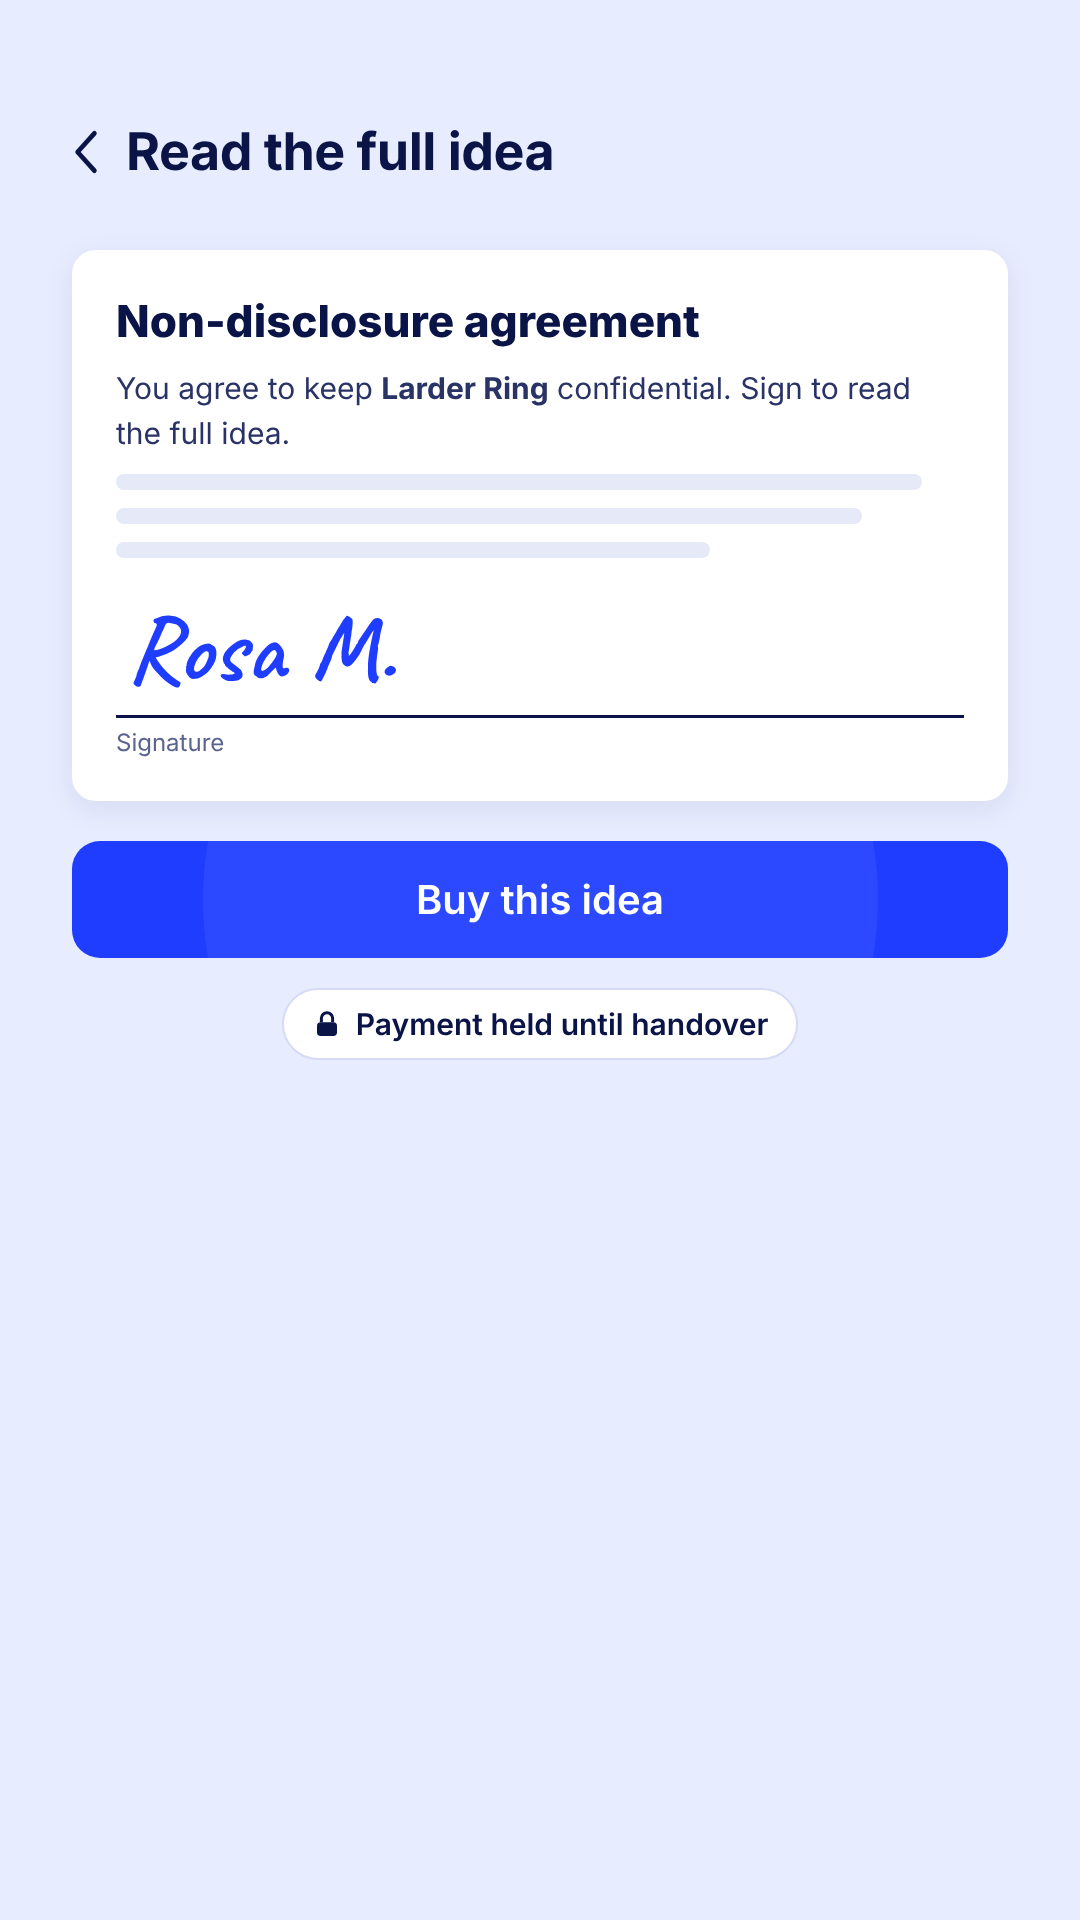 Read the full idea
Non-disclosure agreement
You agree to keep Larder Ring confidential. Sign to read
the full idea.
Rosa M.
Signature
Buy this idea
Payment held until handover